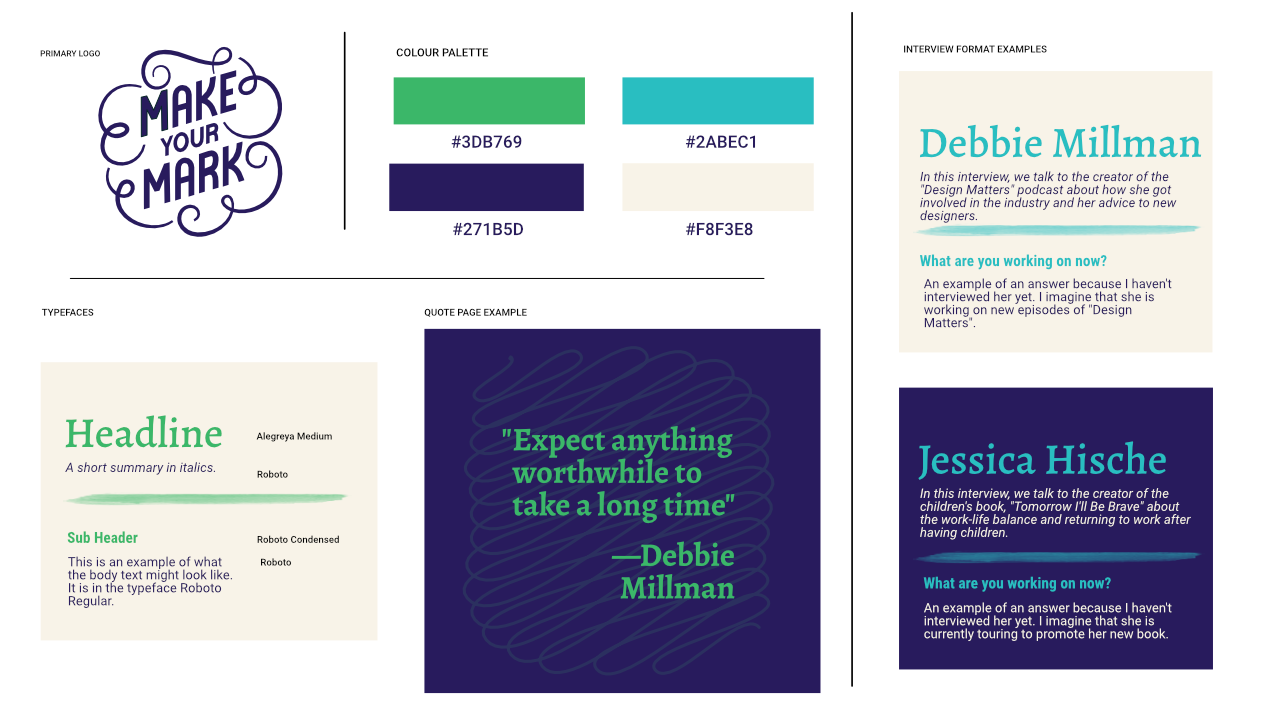 PRIMARY LOGO
MAKE
YOUR
MARK
COLOUR PALETTE
#3DB769
#2ABEC1
#271B5D
#F8F3E8
TYPEFACES
Headline
Alegreya Medium
A short summary in italics.
Roboto
Sub Header
Roboto Condensed
This is an example of what
Roboto
the body text might look like.
It is in the typeface Roboto
Regular.
QUOTE PAGE EXAMPLE
"Expect anything
worthwhile to
take a long time"
—Debbie
Millman
INTERVIEW FORMAT EXAMPLES
Debbie Millman
In this interview, we talk to the creator of the
"Design Matters" podcast about how she got
involved in the industry and her advice to new
designers.
What are you working on now?
An example of an answer because I haven't
interviewed her yet. I imagine that she is
working on new episodes of "Design
Matters".
Jessica Hische
In this interview, we talk to the creator of the
children's book, "Tomorrow I'll Be Brave" about
the work-life balance and returning to work after
having children.
What are you working on now?
An example of an answer because I haven't
interviewed her yet. I imagine that she is
currently touring to promote her new book.